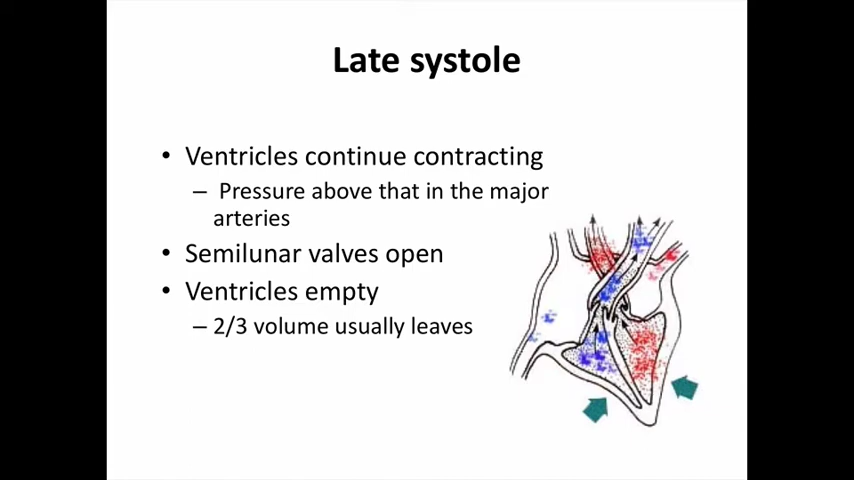 Late systole
• Ventricles continue contracting
– Pressure above that in the major
arteries
• Semilunar valves open
• Ventricles empty
– 2/3 volume usually leaves